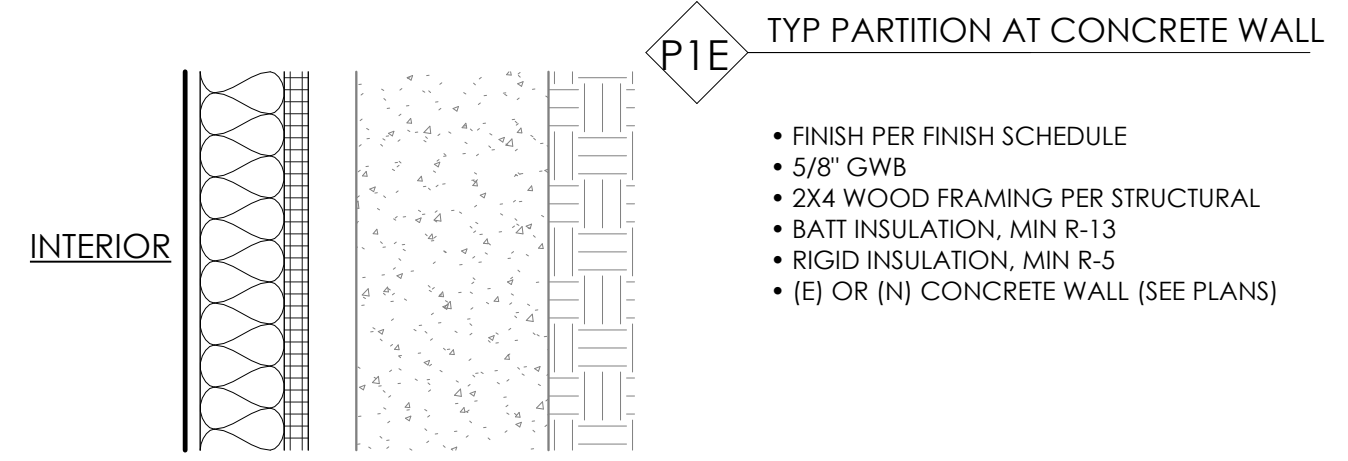 P1E
TYP PARTITION AT CONCRETE WALL
• FINISH PER FINISH SCHEDULE
• 5/8" GWB
• 2X4 WOOD FRAMING PER STRUCTURAL
• BATT INSULATION, MIN R-13
• RIGID INSULATION, MIN R-5
• (E) OR (N) CONCRETE WALL (SEE PLANS)
INTERIOR